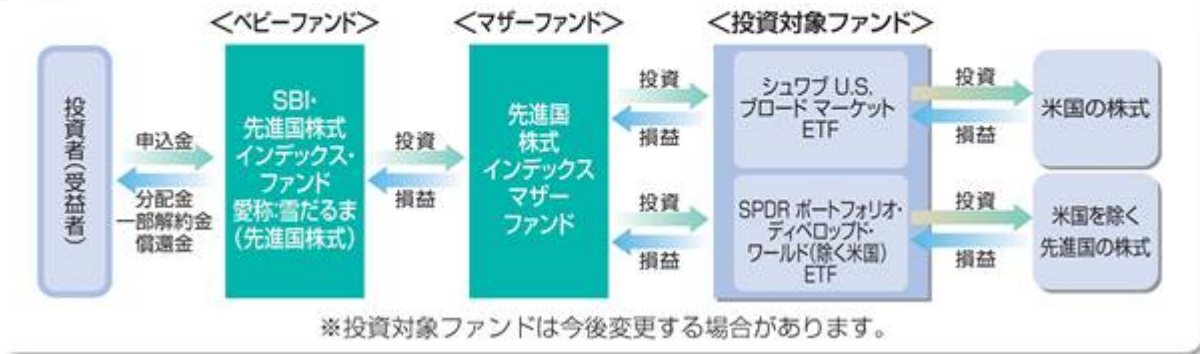 <ベビーファンド>
<マザーファンド>
<投資対象ファンド>
投資者(受益者)
申込金
分配金
一部解約金
償還金
SBI・
先進国株式
インデックス・
ファンド
愛称:雪だるま
(先進国株式)
投資
損益
先進国
株式
インデックス
マザー
ファンド
投資
損益
シュワブ U.S.
ブロード マーケット
ETF
投資
損益
米国の株式
投資
損益
SPDR ポートフォリオ・
ディベロップド・
ワールド(除く米国)
ETF
投資
損益
米国を除く
先進国の株式
※投資対象ファンドは今後変更する場合があります。